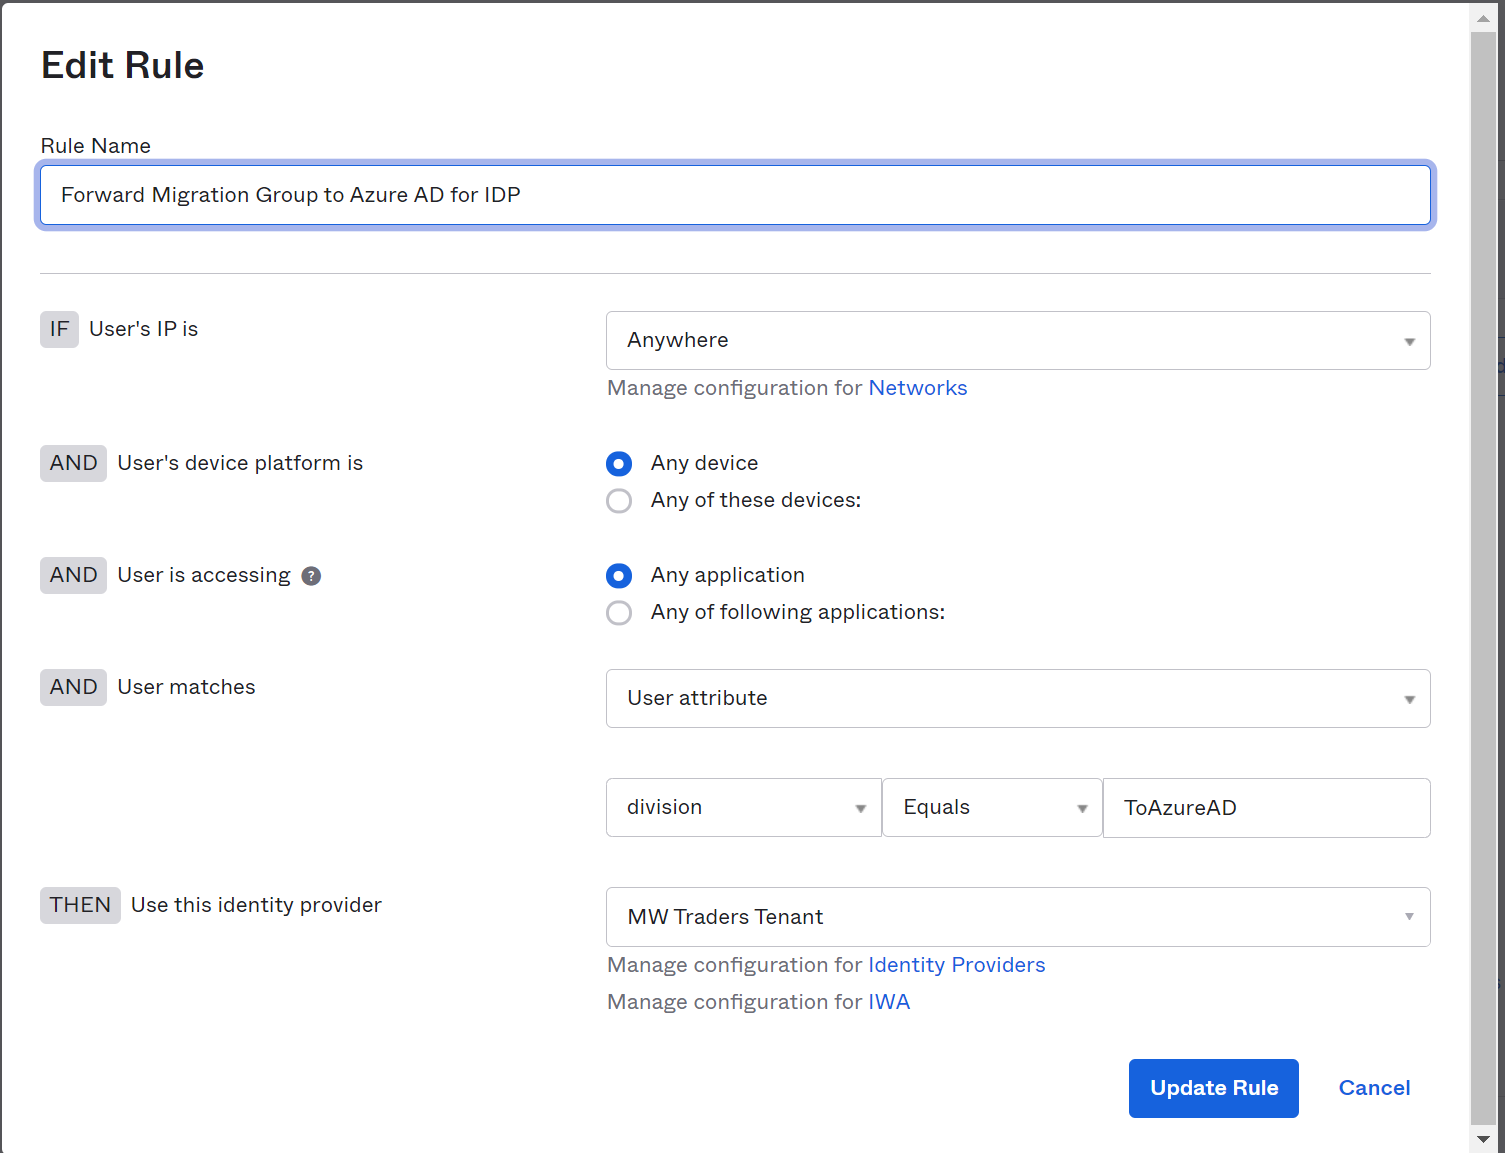 Edit Rule
Rule Name
Forward Migration Group to Azure AD for IDP
IF User's IP is
Anywhere
Manage configuration for Networks
AND User's device platform is
Any device
Any of these devices:
AND User is accessing ?
Any application
Any of following applications:
AND User matches
User attribute
division Equals ToAzureAD
THEN Use this identity provider
MW Traders Tenant
Manage configuration for Identity Providers
Manage configuration for IWA
Update Rule Cancel